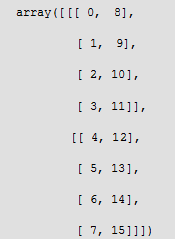 array([[[ 0,  8],
        [ 1,  9],
        [ 2, 10],
        [ 3, 11]],
       [[ 4, 12],
        [ 5, 13],
        [ 6, 14],
        [ 7, 15]]])